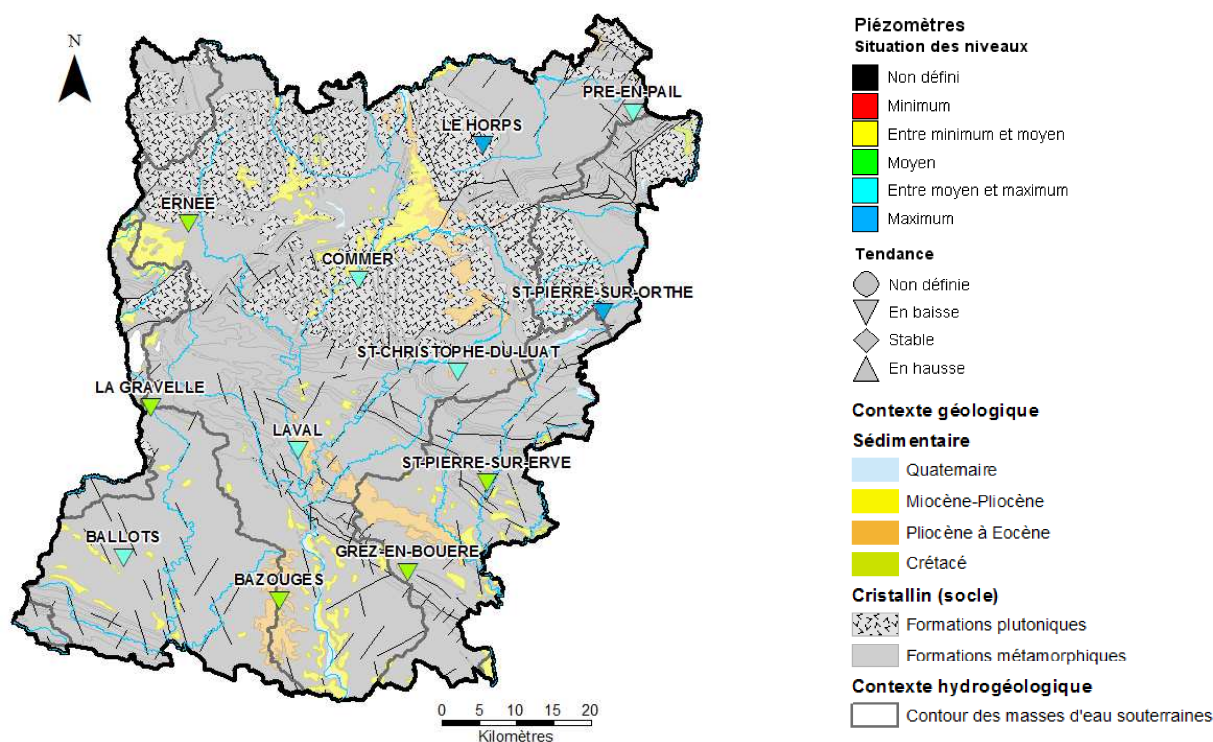 N
PRE-EN-PAIL
LE HORPS
ERNEE
COMMER
ST-PIERRE-SUR-ORTHE
ST-CHRISTOPHE-DU-LUAT
LA GRAVELLE
LAVAL
ST-PIERRE-SUR-ERVE
BALLOTS
GREZ-EN-BOUERE
BAZOUGES
0 5 10 15 20
Kilomètres
Piézomètres
Situation des niveaux
Non défini
Minimum
Entre minimum et moyen
Moyen
Entre moyen et maximum
Maximum
Tendance
Non définie
En baisse
Stable
En hausse
Contexte géologique
Sédimentaire
Quaternaire
Miocène-Pliocène
Pliocène à Eocène
Crétacé
Cristallin (socle)
Formations plutoniques
Formations métamorphiques
Contexte hydrogéologique
Contour des masses d'eau souterraines